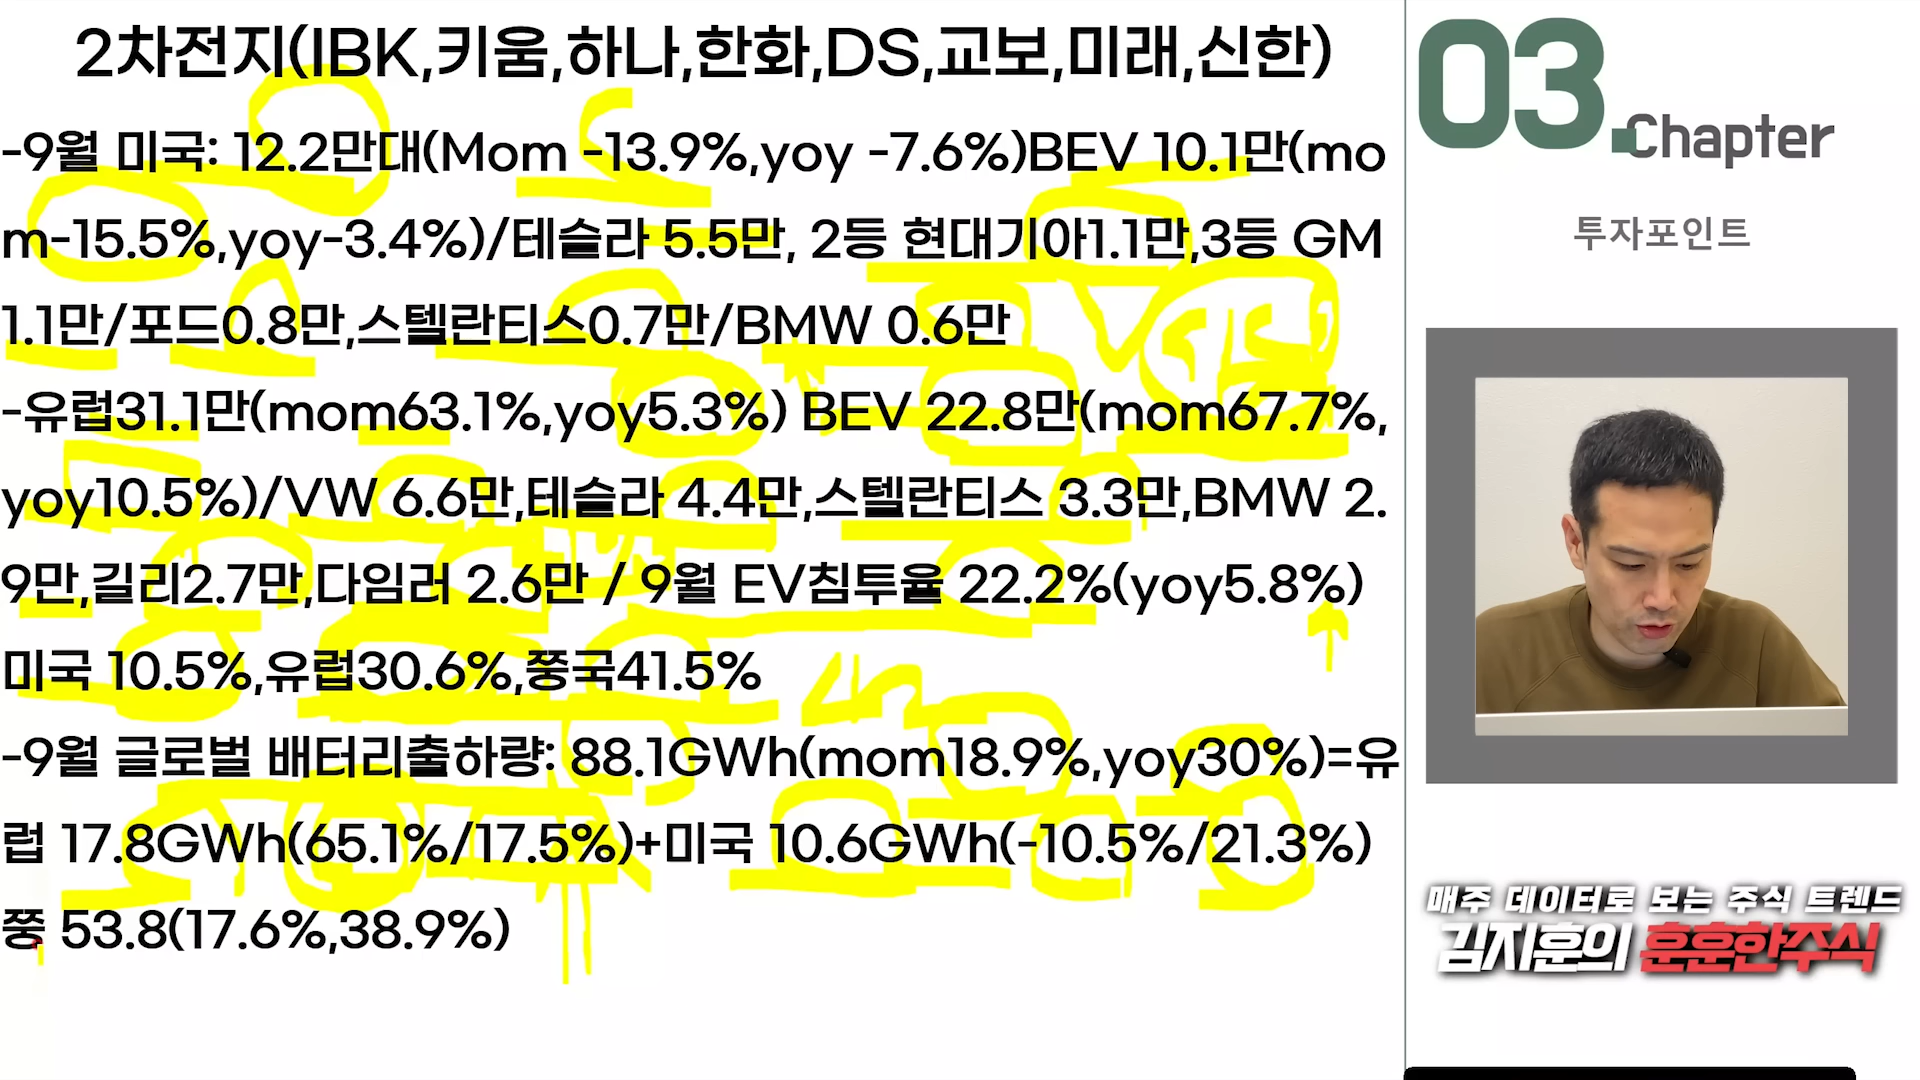 2차전지(IBK,키움,하나,한화,DS,교보,미래,신한)
-9월 미국: 12.2만대(Mom -13.9%,yoy -7.6%)BEV 10.1만(mo
m-15.5%,yoy-3.4%)/테슬라 5.5만, 2등 현대기아1.1만,3등 GM
1.1만/포드0.8만,스텔란티스0.7만/BMW 0.6만
-유럽31.1만(mom63.1%,yoy5.3%) BEV 22.8만(mom67.7%,
yoy10.5%)/VW 6.6만,테슬라 4.4만,스텔란티스 3.3만,BMW 2.
9만,길리2.7만,다임러 2.6만 / 9월 EV침투율 22.2%(yoy5.8%)
미국 10.5%,유럽30.6%,쭝국41.5%
-9월 글로벌 배터리출하량: 88.1GWh(mom18.9%,yoy30%)=유
럽 17.8GWh(65.1%/17.5%)+미국 10.6GWh(-10.5%/21.3%)
쭝 53.8(17.6%,38.9%)
03.Chapter
투자포인트
매주 데이터로 보는 주식 트렌드
김지훈의 훈훈한주식